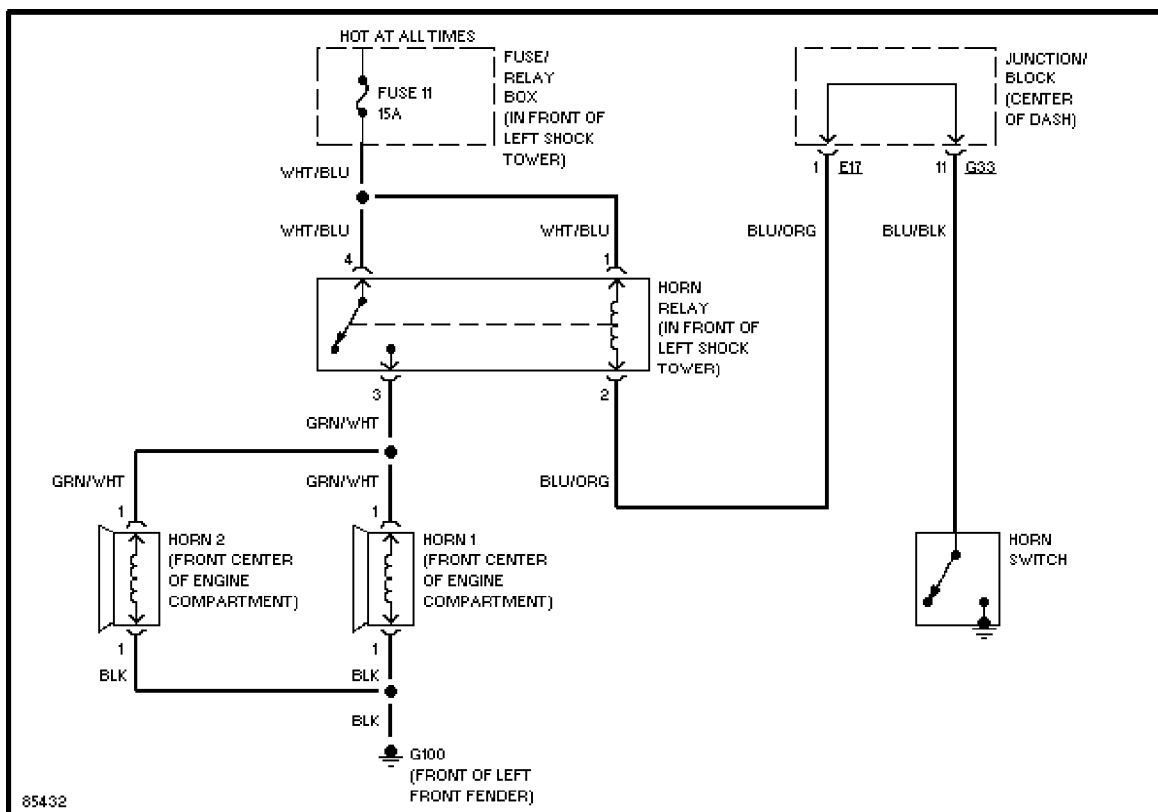 HOT AT ALL TIMES
FUSE 11
15A
FUSE/
RELAY
BOX
(IN FRONT OF
LEFT SHOCK
TOWER)
JUNCTION/
BLOCK
(CENTER
OF DASH)
WHT/BLU
1 E17
11 G33
WHT/BLU
WHT/BLU
BLU/ORG
BLU/BLK
4
1
HORN
RELAY
(IN FRONT OF
LEFT SHOCK
TOWER)
3
2
GRN/WHT
GRN/WHT
GRN/WHT
BLU/ORG
1
1
HORN 2
(FRONT CENTER
OF ENGINE
COMPARTMENT)
HORN 1
(FRONT CENTER
OF ENGINE
COMPARTMENT)
HORN
SWITCH
1
1
BLK
BLK
BLK
G100
(FRONT OF LEFT
FRONT FENDER)
85432